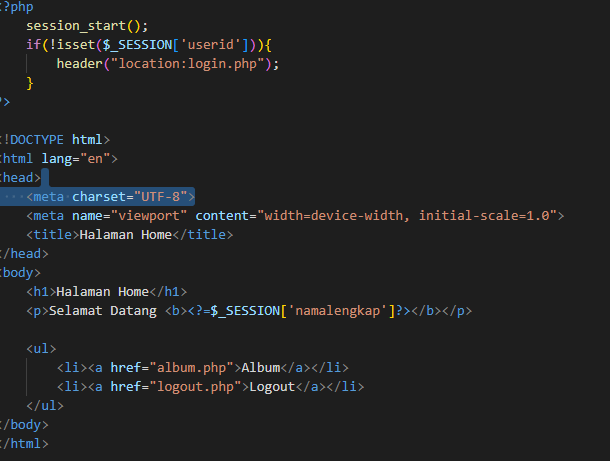 <?php
    session_start();
    if(!isset($_SESSION['userid'])){
        header("location:login.php");
    }
?>

<!DOCTYPE html>
<html lang="en">
<head>
    <meta charset="UTF-8">
    <meta name="viewport" content="width=device-width, initial-scale=1.0">
    <title>Halaman Home</title>
</head>
<body>
    <h1>Halaman Home</h1>
    <p>Selamat Datang <b><?=$_SESSION['namalengkap']?></b></p>

    <ul>
        <li><a href="album.php">Album</a></li>
        <li><a href="logout.php">Logout</a></li>
    </ul>
</body>
</html>